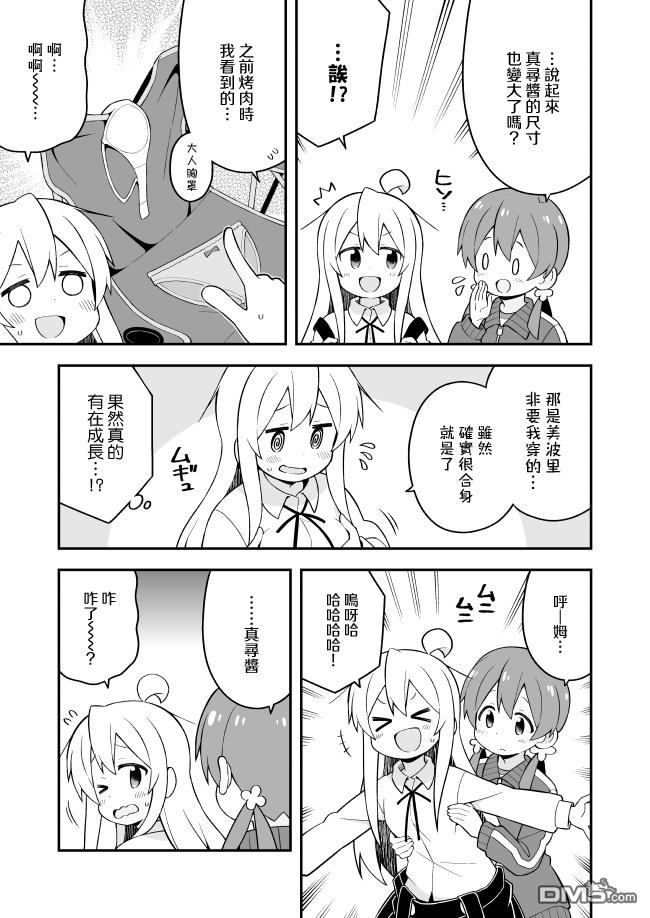 …說起來
真尋醬的尺寸
也變大了嗎？
…誒!?
ヒソ…
之前烤肉時
我看到的…
大人胸罩
啊…
啊啊～～～…
那是美波里
非要我穿的…
雖然
確實很合身
就是了
ムギュ
果然真的
有在成長…!?
呼─姆…
ムニ
ムニ
嗚呀哈
哈哈哈哈！
……真尋醬
咋
咋了～～～？
DM5.com